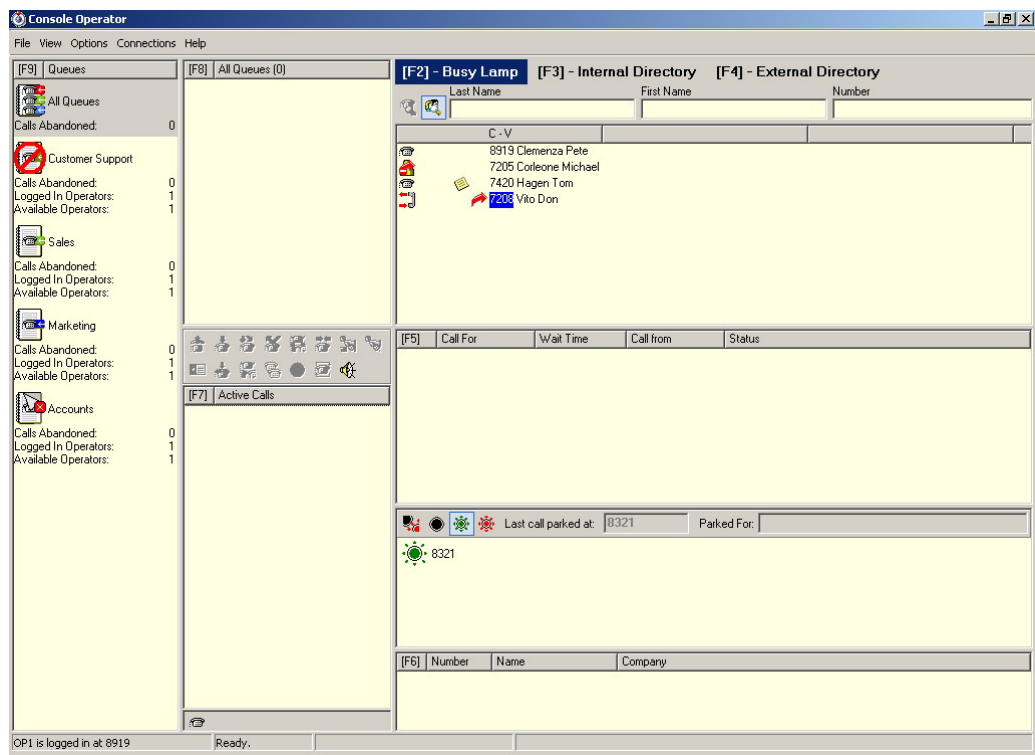 Console Operator
File View Options Connections Help
[F9] Queues
All Queues
Calls Abandoned: 0
Customer Support
Calls Abandoned: 0
Logged In Operators: 1
Available Operators: 1
Sales
Calls Abandoned: 0
Logged In Operators: 1
Available Operators: 1
Marketing
Calls Abandoned: 0
Logged In Operators: 1
Available Operators: 1
Accounts
Calls Abandoned: 0
Logged In Operators: 1
Available Operators: 1
[F8] All Queues (0)
[F7] Active Calls
[F2] - Busy Lamp [F3] - Internal Directory [F4] - External Directory
Last Name First Name Number
C - V
8919 Clemenza Pete
7205 Corleone Michael
7420 Hagen Tom
7208 Vito Don
[F5] Call For Wait Time Call from Status
Last call parked at: 8321 Parked For:
8321
[F6] Number Name Company
OP1 is logged in at 8919 Ready.